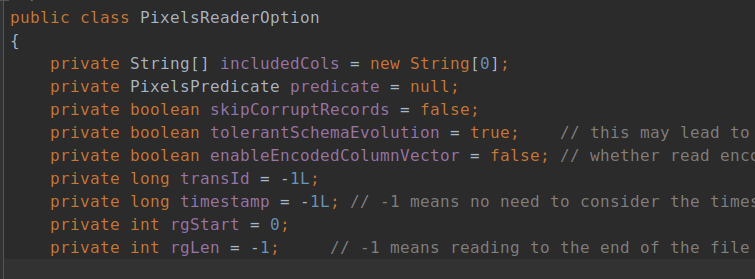 public class PixelsReaderOption
{
    private String[] includedCols = new String[0];
    private PixelsPredicate predicate = null;
    private boolean skipCorruptRecords = false;
    private boolean tolerantSchemaEvolution = true;    // this may lead to
    private boolean enableEncodedColumnVector = false; // whether read enco
    private long transId = -1L;
    private long timestamp = -1L; // -1 means no need to consider the times
    private int rgStart = 0;
    private int rgLen = -1;     // -1 means reading to the end of the file